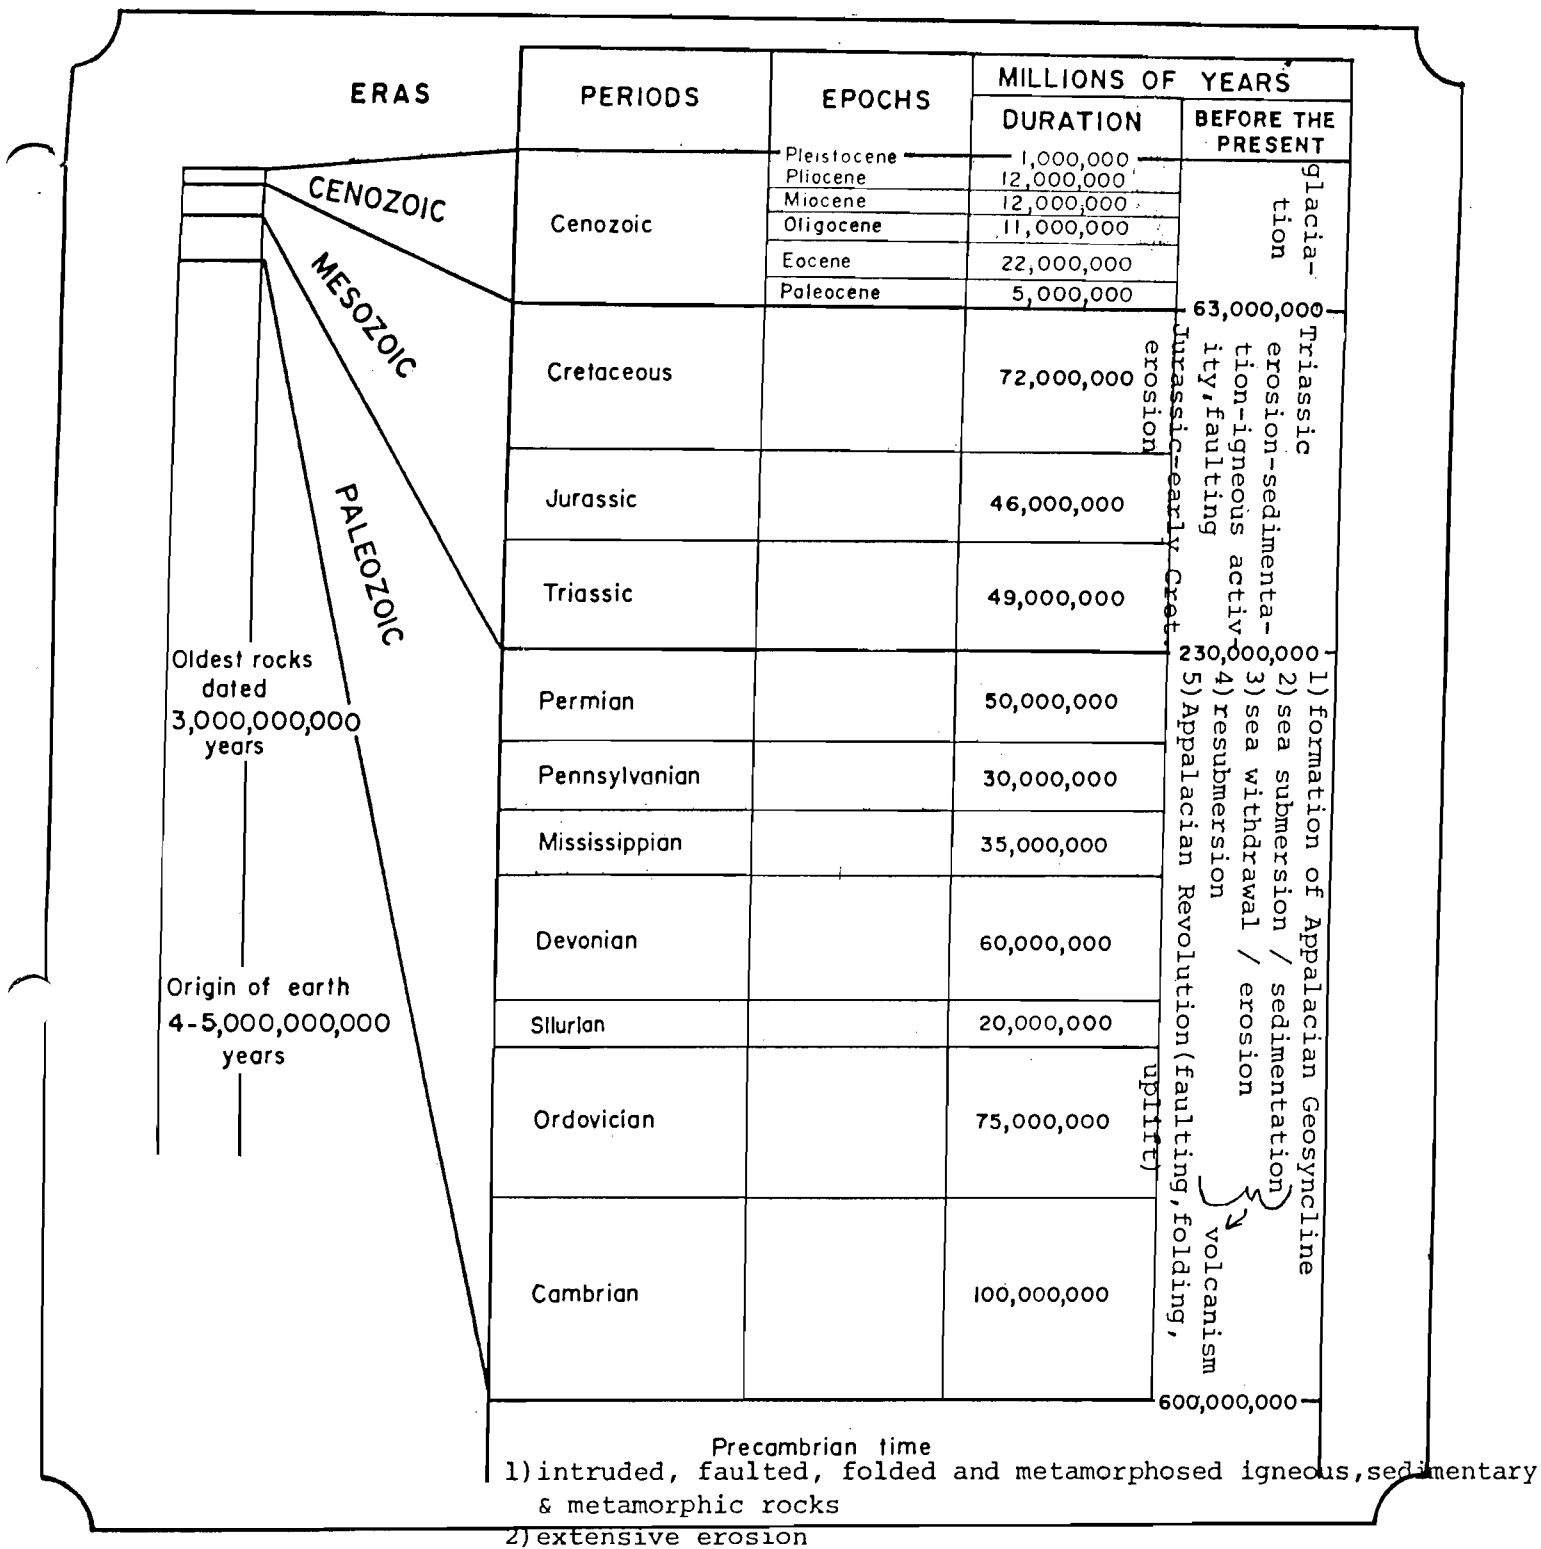 ERAS
PERIODS
EPOCHS
MILLIONS OF YEARS
DURATION
BEFORE THE
PRESENT
CENOZOIC
MESOZOIC
PALEOZOIC
Oldest rocks
dated
3,000,000,000
years
Origin of earth
4-5,000,000,000
years
Cenozoic
Pleistocene 1,000,000
Pliocene 12,000,000
Miocene 12,000,000
Oligocene 11,000,000
Eocene 22,000,000
Paleocene 5,000,000
glacia-
tion
63,000,000
Cretaceous 72,000,000
Jurassic 46,000,000
Triassic 49,000,000
Triassic
erosion-sedimenta-
tion-igneous activ-
ity,faulting
Jurassic-early Cret.
erosion
230,000,000
Permian 50,000,000
Pennsylvanian 30,000,000
Mississippian 35,000,000
Devonian 60,000,000
Silurian 20,000,000
Ordovician 75,000,000
Cambrian 100,000,000
1) formation of Appalacian Geosyncline
2) sea submersion / sedimentation
3) sea withdrawal / erosion
4) resubmersion
volcanism
5) Appalacian Revolution(faulting,folding,
uplift)
600,000,000
Precambrian time
1) intruded, faulted, folded and metamorphosed igneous,sedimentary
& metamorphic rocks
2) extensive erosion